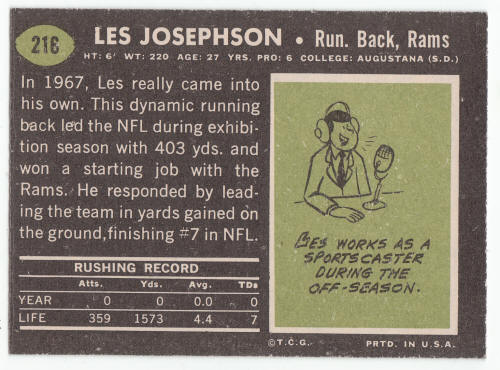 218
LES JOSEPHSON • Run. Back, Rams
HT: 6' WT: 220 AGE: 27 YRS. PRO: 6 COLLEGE: AUGUSTANA (S.D.)
In 1967, Les really came into
his own. This dynamic running
back led the NFL during exhibi-
tion season with 403 yds. and
won a starting job with the
Rams. He responded by lead-
ing the team in yards gained on
the ground,finishing #7 in NFL.
RUSHING RECORD
Atts. Yds. Avg. TDs
YEAR 0 0 0.0 0
LIFE 359 1573 4.4 7
LES WORKS AS A
SPORTSCASTER
DURING THE
OFF-SEASON.
©T.C.G. PRTD. IN U.S.A.